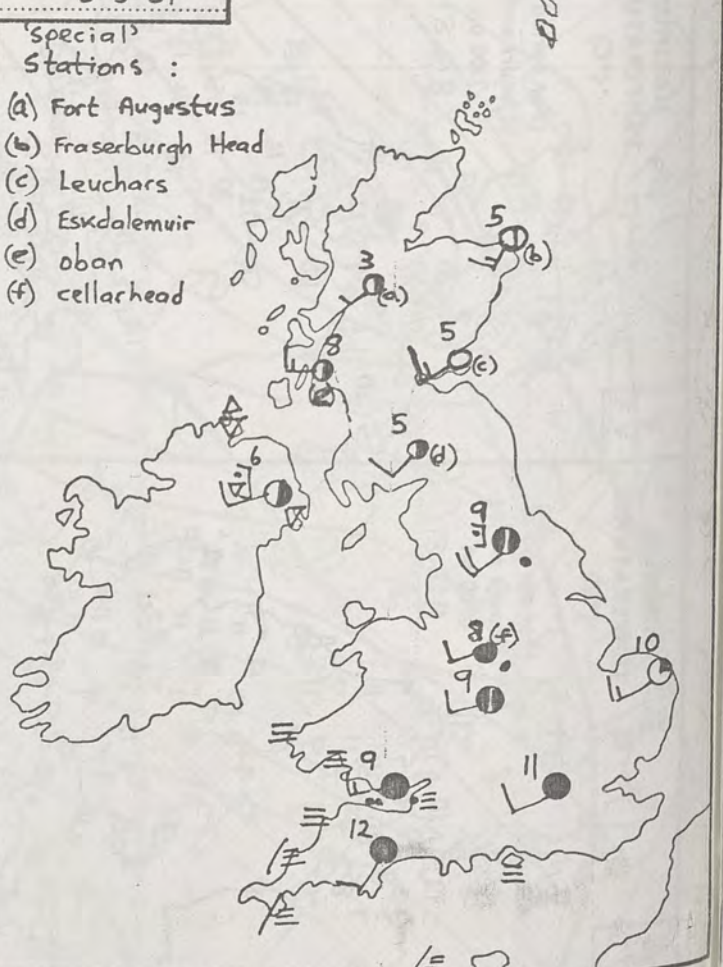 'special'
Stations :
(a) Fort Augustus
(b) Fraserburgh Head
(c) Leuchars
(d) Eskdalemuir
(e) oban
(f) cellarhead
5
(b)
3
(a)
8
(e)
5
(c)
5
(d)
6
9
8 (f)
9
10
9
11
12